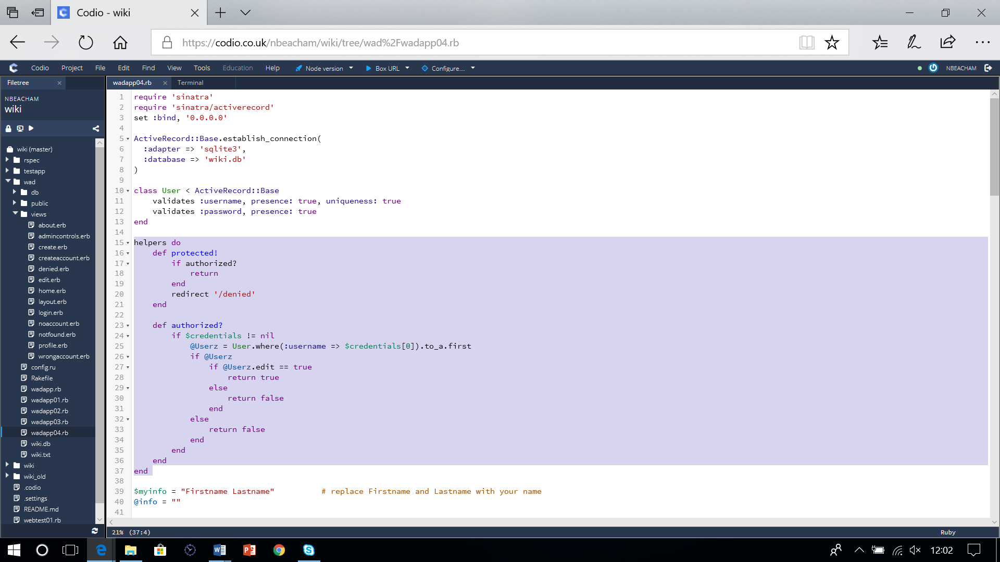 Codio - wiki
https://codio.co.uk/nbeacham/wiki/tree/wad%2Fwadapp04.rb
Codio Project File Edit Find View Tools Education Help Node version Box URL Configure.... NBEACHAM
Filetree
NBEACHAM
wiki
wiki (master)
rspec
testapp
wad
db
public
views
about.erb
admincontrols.erb
create.erb
createaccount.erb
denied.erb
edit.erb
home.erb
layout.erb
login.erb
noaccount.erb
notfound.erb
profile.erb
wrongaccount.erb
config.ru
Rakefile
wadapp.rb
wadapp01.rb
wadapp02.rb
wadapp03.rb
wadapp04.rb
wiki.db
wiki.txt
wiki
wiki_old
.codio
.settings
README.md
webtest01.rb
wadapp04.rb Terminal
1 require 'sinatra'
2 require 'sinatra/activerecord'
3 set :bind, '0.0.0.0'
4
5 ActiveRecord::Base.establish_connection(
6   :adapter => 'sqlite3',
7   :database => 'wiki.db'
8 )
9
10 class User < ActiveRecord::Base
11     validates :username, presence: true, uniqueness: true
12     validates :password, presence: true
13 end
14
15 helpers do
16     def protected!
17         if authorized?
18             return
19         end
20         redirect '/denied'
21     end
22
23     def authorized?
24         if $credentials != nil
25             @Userz = User.where(:username => $credentials[0]).to_a.first
26             if @Userz
27                 if @Userz.edit == true
28                     return true
29                 else
30                     return false
31                 end
32             else
33                 return false
34             end
35         end
36     end
37 end
38
39 $myinfo = "Firstname Lastname"          # replace Firstname and Lastname with your name
40 @info = ""
41
21% (37:4) Ruby
12:02